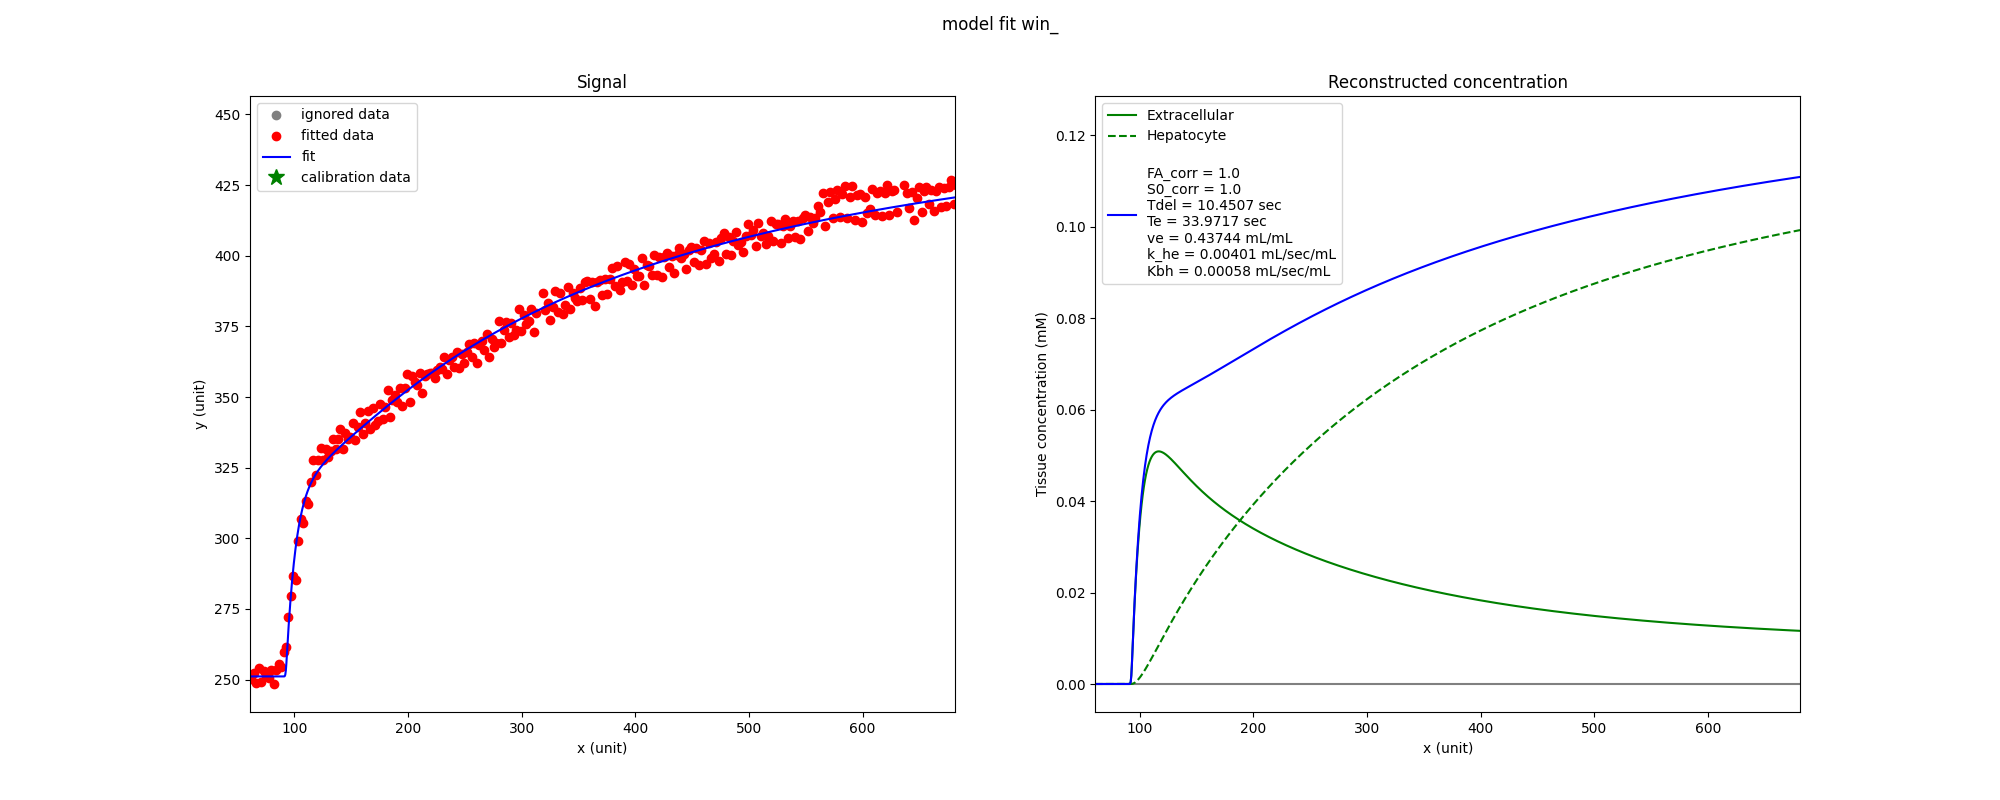 model fit win_
Signal
450
425
400
375
350
325
300
275
250
y (unit)
100
200
300
400
500
600
x (unit)
ignored data
fitted data
fit
calibration data
Reconstructed concentration
0.12
0.10
0.08
0.06
0.04
0.02
0.00
Tissue concentration (mM)
100
200
300
400
500
600
x (unit)
Extracellular
Hepatocyte
FA_corr = 1.0
S0_corr = 1.0
Tdel = 10.4507 sec
Te = 33.9717 sec
ve = 0.43744 mL/mL
k_he = 0.00401 mL/sec/mL
Kbh = 0.00058 mL/sec/mL